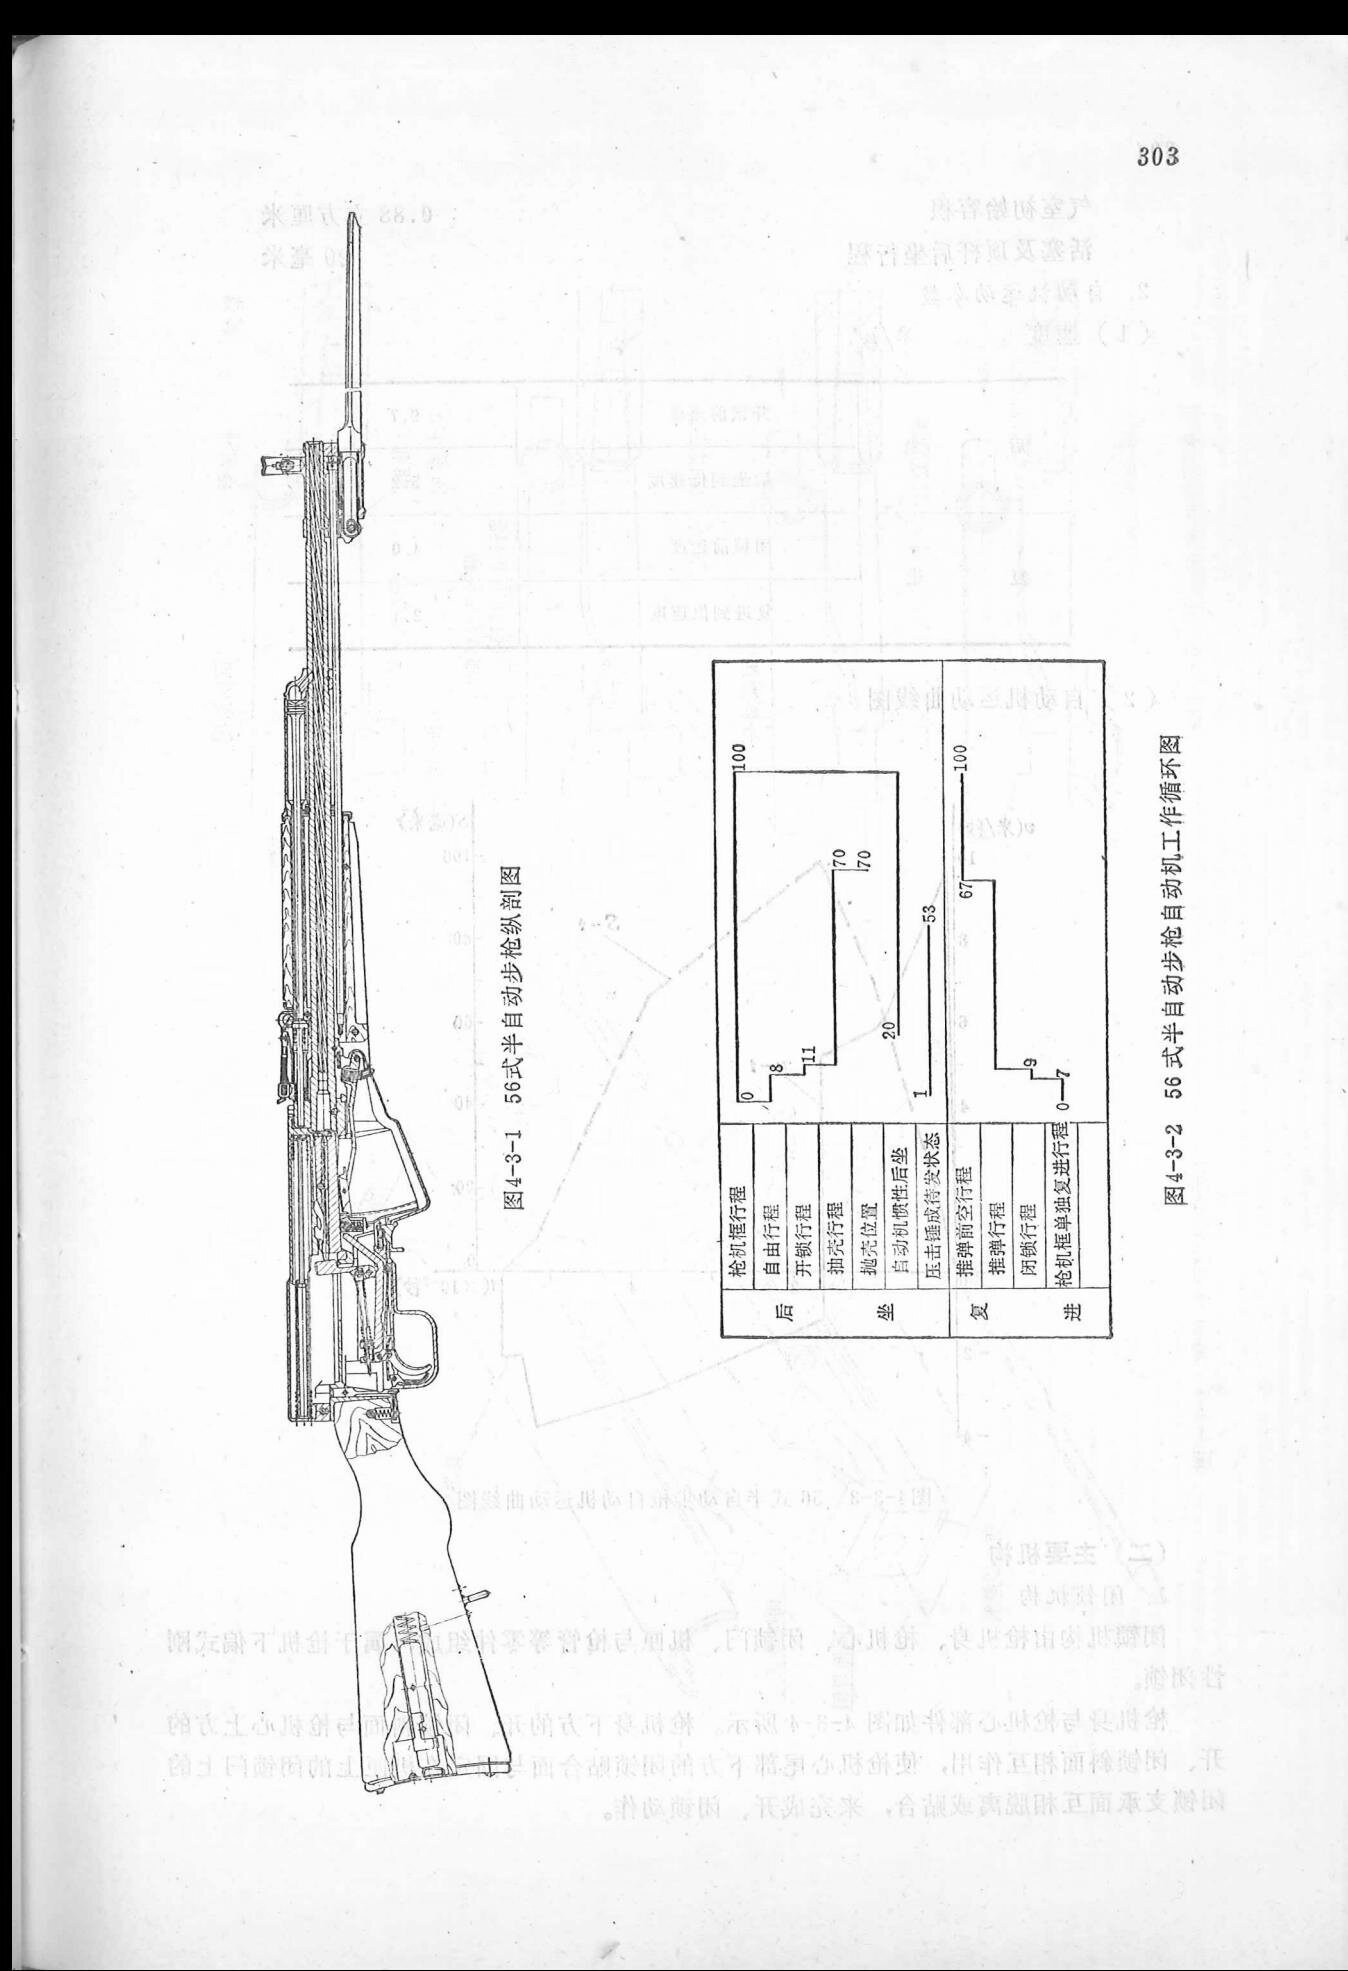 303
图4-3-1 56式半自动步枪纵剖图
后坐
枪机框行程 0 100
自由行程 8
开锁行程 11
抽壳行程 70
抛壳位置 70
自动机惯性后坐 20
压击锤成待发状态 1 53
复进
推弹前空行程 67 100
推弹行程
闭锁行程 9
枪机框单独复进行程 0 7
图4-3-2 56式半自动步枪自动机工作循环图